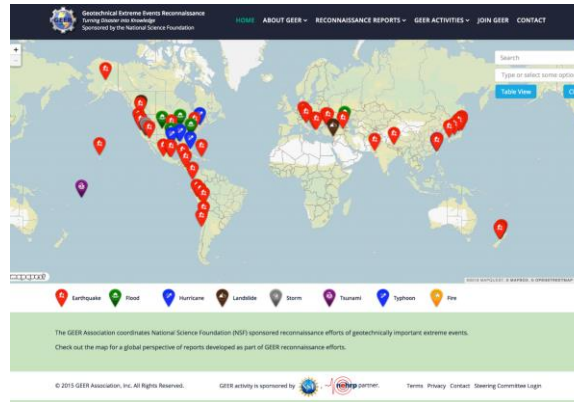 Geotechnical Extreme Events Reconnaissance
Turning Disaster into Knowledge
Sponsored by the National Science Foundation
GEER
HOME ABOUT GEER RECONNAISSANCE REPORTS GEER ACTIVITIES JOIN GEER CONTACT
+
-
Search
Type or select some option
Table View
Earthquake Flood Hurricane Landslide Storm Tsunami Typhoon Fire
The GEER Association coordinates National Science Foundation (NSF) sponsored reconnaissance efforts of geotechnically important extreme events.
Check out the map for a global perspective of reports developed as part of GEER reconnaissance efforts.
© 2015 GEER Association, Inc. All Rights Reserved. GEER activity is sponsored by NSF nehrp partner. Terms Privacy Contact Steering Committee Login